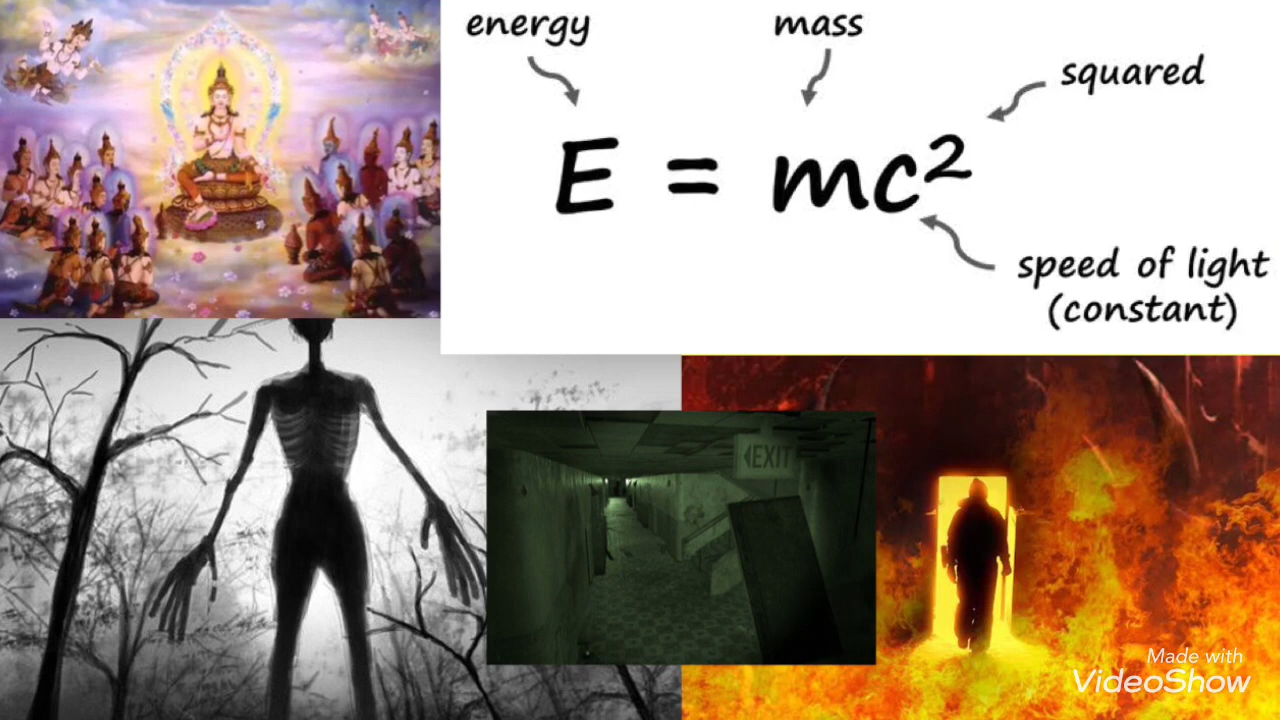 energy
mass
squared
E = mc²
speed of light
(constant)
EXIT
Made with
VideoShow